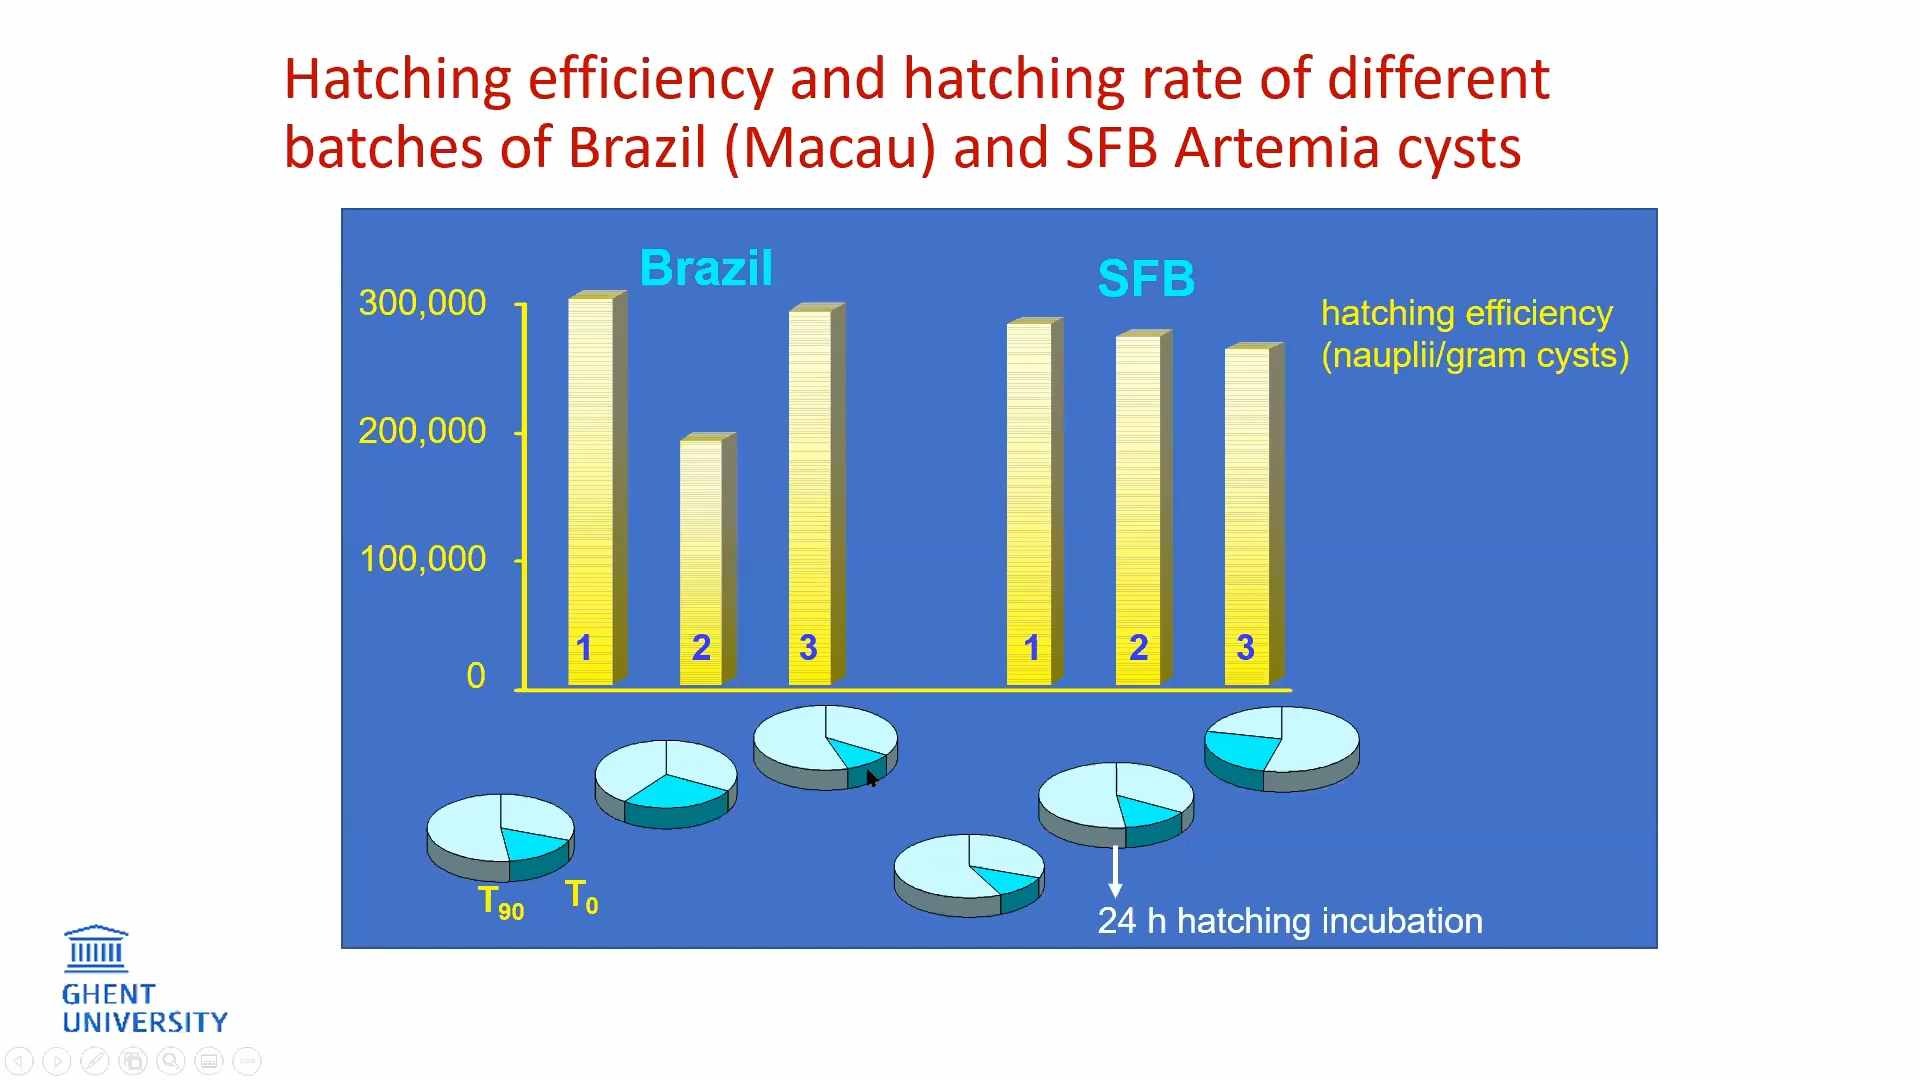 Hatching efficiency and hatching rate of different
batches of Brazil (Macau) and SFB Artemia cysts
Brazil
SFB
hatching efficiency
(nauplii/gram cysts)
300,000
200,000
100,000
0
1
2
3
1
2
3
T90
T0
24 h hatching incubation
GHENT
UNIVERSITY